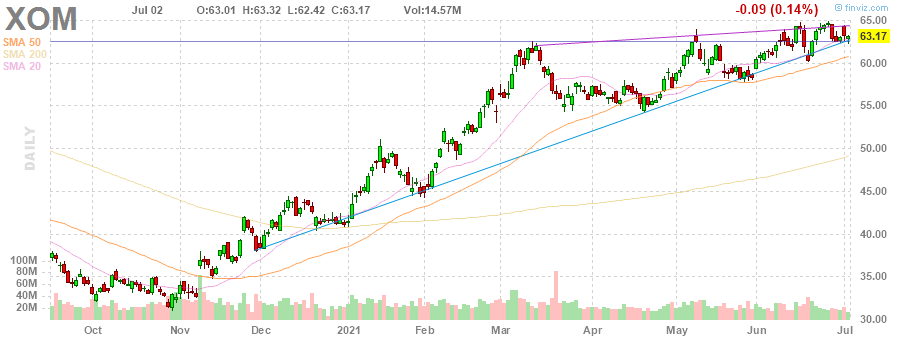 XOM Jul 02 O:63.01 H:63.32 L:62.42 C:63.17 Vol:14.57M -0.09 (0.14%) © finviz.com
SMA 50
SMA 200
SMA 20
DAILY
65.00
63.17
60.00
55.00
50.00
45.00
40.00
35.00
30.00
100M
80M
60M
40M
20M
Oct Nov Dec 2021 Feb Mar Apr May Jun Jul